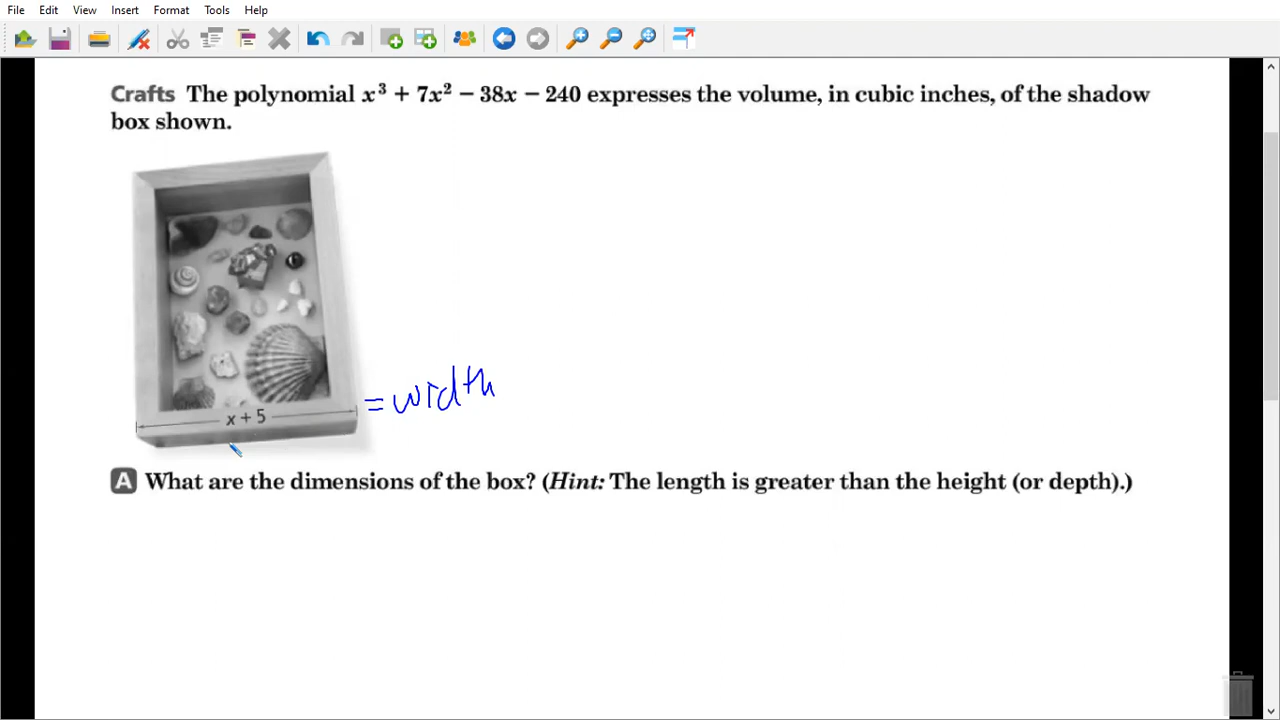 File Edit View Insert Format Tools Help
Crafts The polynomial x³ + 7x² − 38x − 240 expresses the volume, in cubic inches, of the shadow
box shown.
= width
x + 5
A What are the dimensions of the box? (Hint: The length is greater than the height (or depth).)